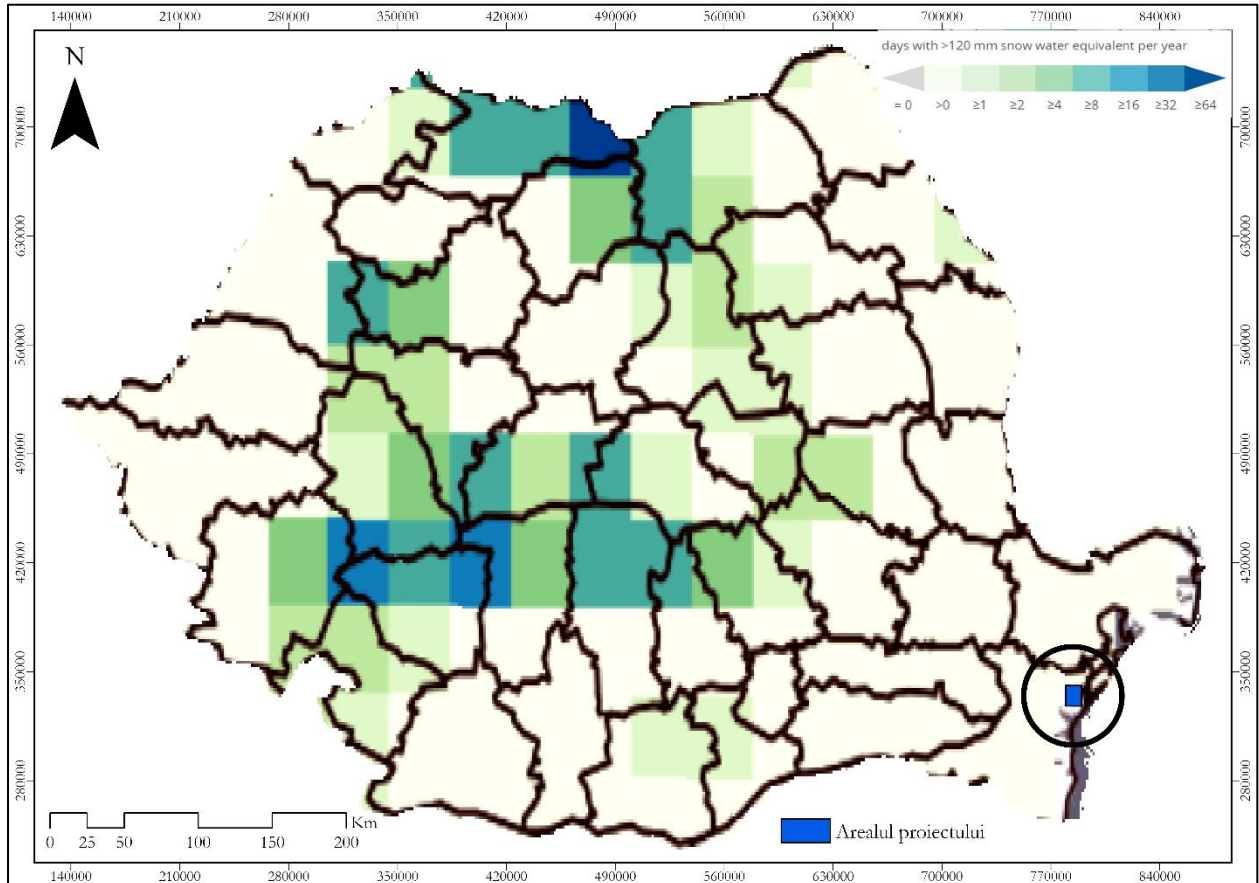 140000 210000 280000 350000 420000 490000 560000 630000 700000 770000 840000
days with >120 mm snow water equivalent per year
= 0 >0 ≥1 ≥2 ≥4 ≥8 ≥16 ≥32 ≥64
N
700000 700000
630000 630000
560000 560000
490000 490000
420000 420000
350000 350000
280000 280000
Km
0 25 50 100 150 200
Arealul proiectului
140000 210000 280000 350000 420000 490000 560000 630000 700000 770000 840000